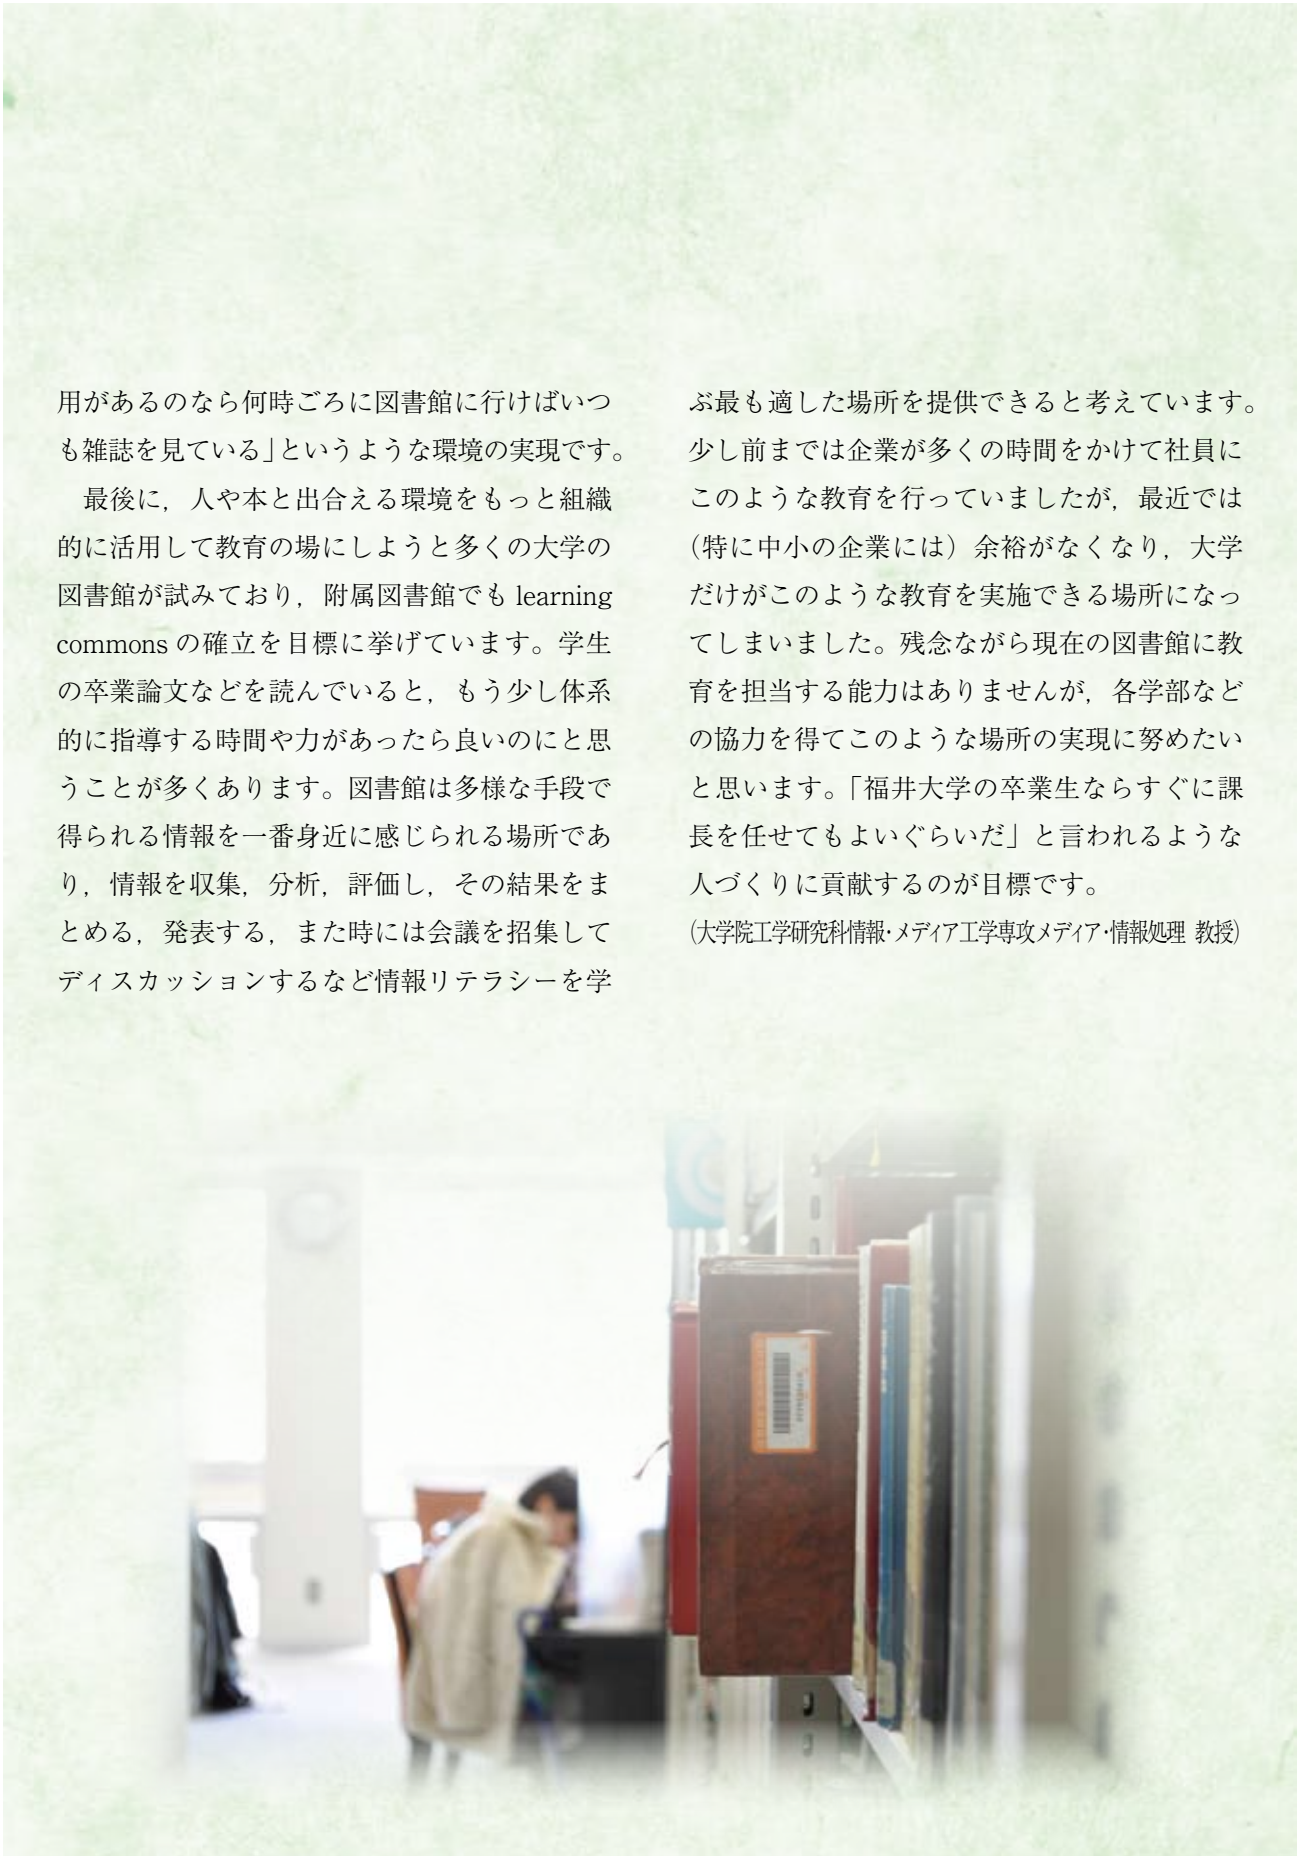 用があるのなら何時ごろに図書館に行けばいつ
も雑誌を見ている」というような環境の実現です。
　最後に，人や本と出合える環境をもっと組織
的に活用して教育の場にしようと多くの大学の
図書館が試みており，附属図書館でも learning
commons の確立を目標に挙げています。学生
の卒業論文などを読んでいると，もう少し体系
的に指導する時間や力があったら良いのにと思
うことが多くあります。図書館は多様な手段で
得られる情報を一番身近に感じられる場所であ
り，情報を収集，分析，評価し，その結果をま
とめる，発表する，また時には会議を招集して
ディスカッションするなど情報リテラシーを学
ぶ最も適した場所を提供できると考えています。
少し前までは企業が多くの時間をかけて社員に
このような教育を行っていましたが，最近では
（特に中小の企業には）余裕がなくなり，大学
だけがこのような教育を実施できる場所になっ
てしまいました。残念ながら現在の図書館に教
育を担当する能力はありませんが，各学部など
の協力を得てこのような場所の実現に努めたい
と思います。「福井大学の卒業生ならすぐに課
長を任せてもよいぐらいだ」と言われるような
人づくりに貢献するのが目標です。
（大学院工学研究科情報・メディア工学専攻メディア・情報処理 教授）